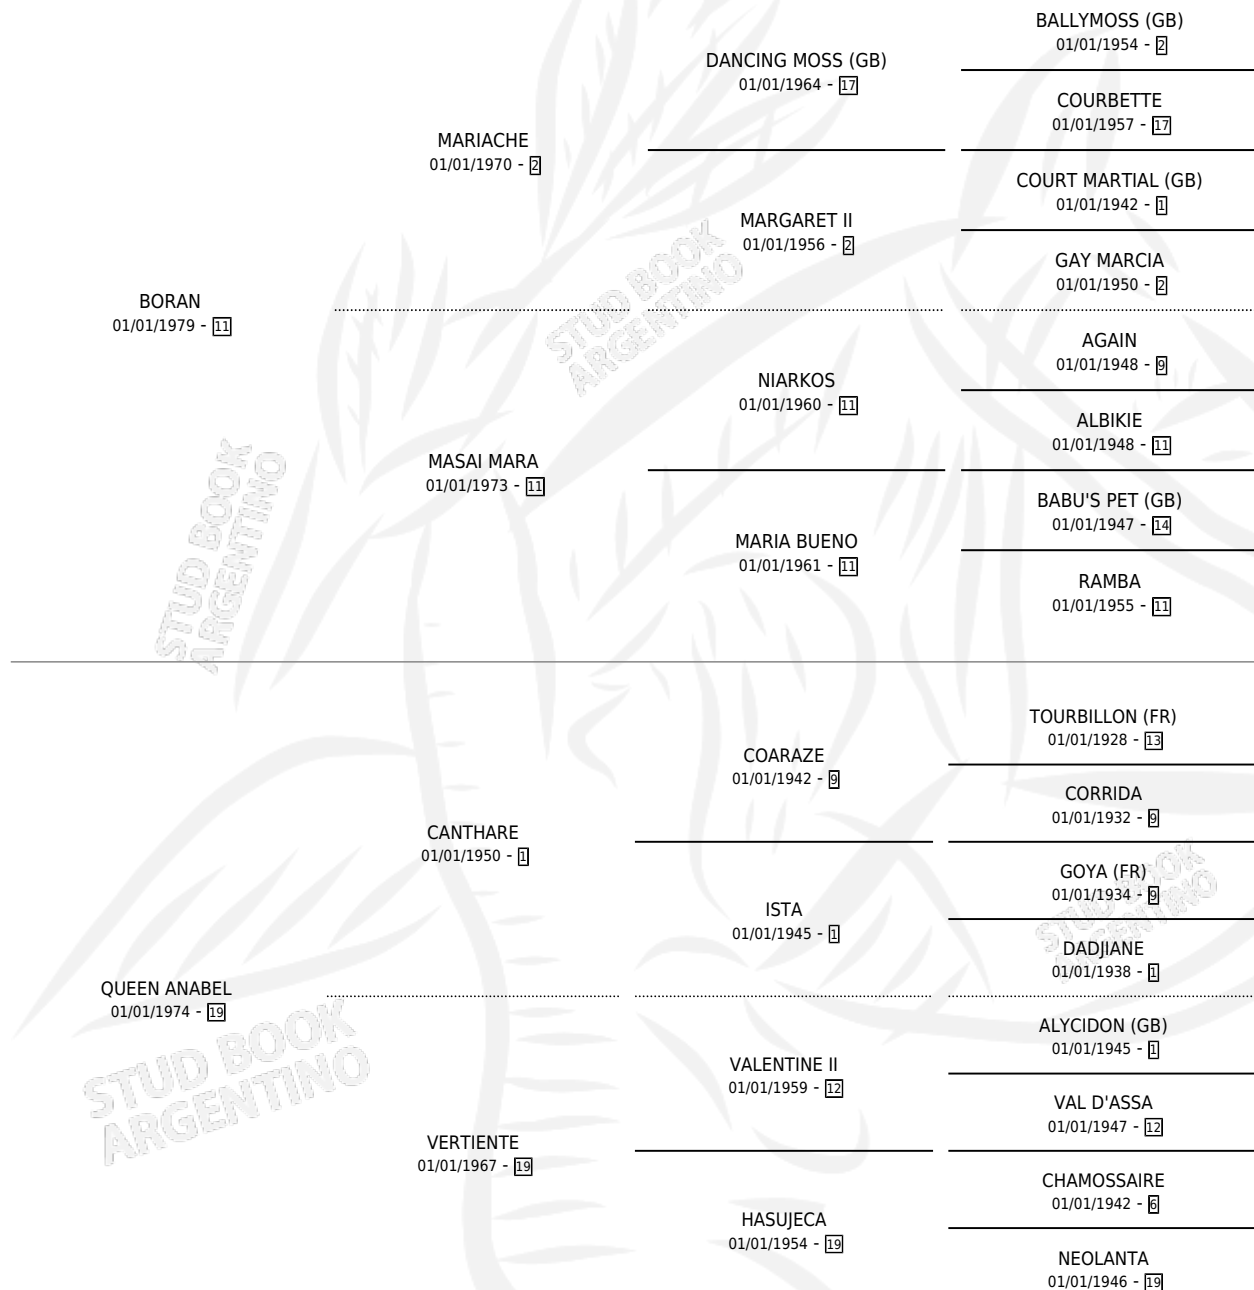 BORAN
01/01/1979 - 11
MARIACHE
01/01/1970 - 2
DANCING MOSS (GB)
01/01/1964 - 17
BALLYMOSS (GB)
01/01/1954 - 2
COURBETTE
01/01/1957 - 17
MARGARET II
01/01/1956 - 2
COURT MARTIAL (GB)
01/01/1942 - 1
GAY MARCIA
01/01/1950 - 2
MASAI MARA
01/01/1973 - 11
NIARKOS
01/01/1960 - 11
AGAIN
01/01/1948 - 9
ALBIKIE
01/01/1948 - 11
MARIA BUENO
01/01/1961 - 11
BABU'S PET (GB)
01/01/1947 - 14
RAMBA
01/01/1955 - 11
QUEEN ANABEL
01/01/1974 - 19
CANTHARE
01/01/1950 - 1
COARAZE
01/01/1942 - 9
TOURBILLON (FR)
01/01/1928 - 13
CORRIDA
01/01/1932 - 9
ISTA
01/01/1945 - 1
GOYA (FR)
01/01/1934 - 9
DADJIANE
01/01/1938 - 1
VERTIENTE
01/01/1967 - 19
VALENTINE II
01/01/1959 - 12
ALYCIDON (GB)
01/01/1945 - 1
VAL D'ASSA
01/01/1947 - 12
HASUJECA
01/01/1954 - 19
CHAMOSSAIRE
01/01/1942 - 6
NEOLANTA
01/01/1946 - 19
STUD BOOK
ARGENTINO
STUD BOOK
ARGENTINO
STUD BOOK
ARGENTINO
STUD BOOK
ARGENTINO